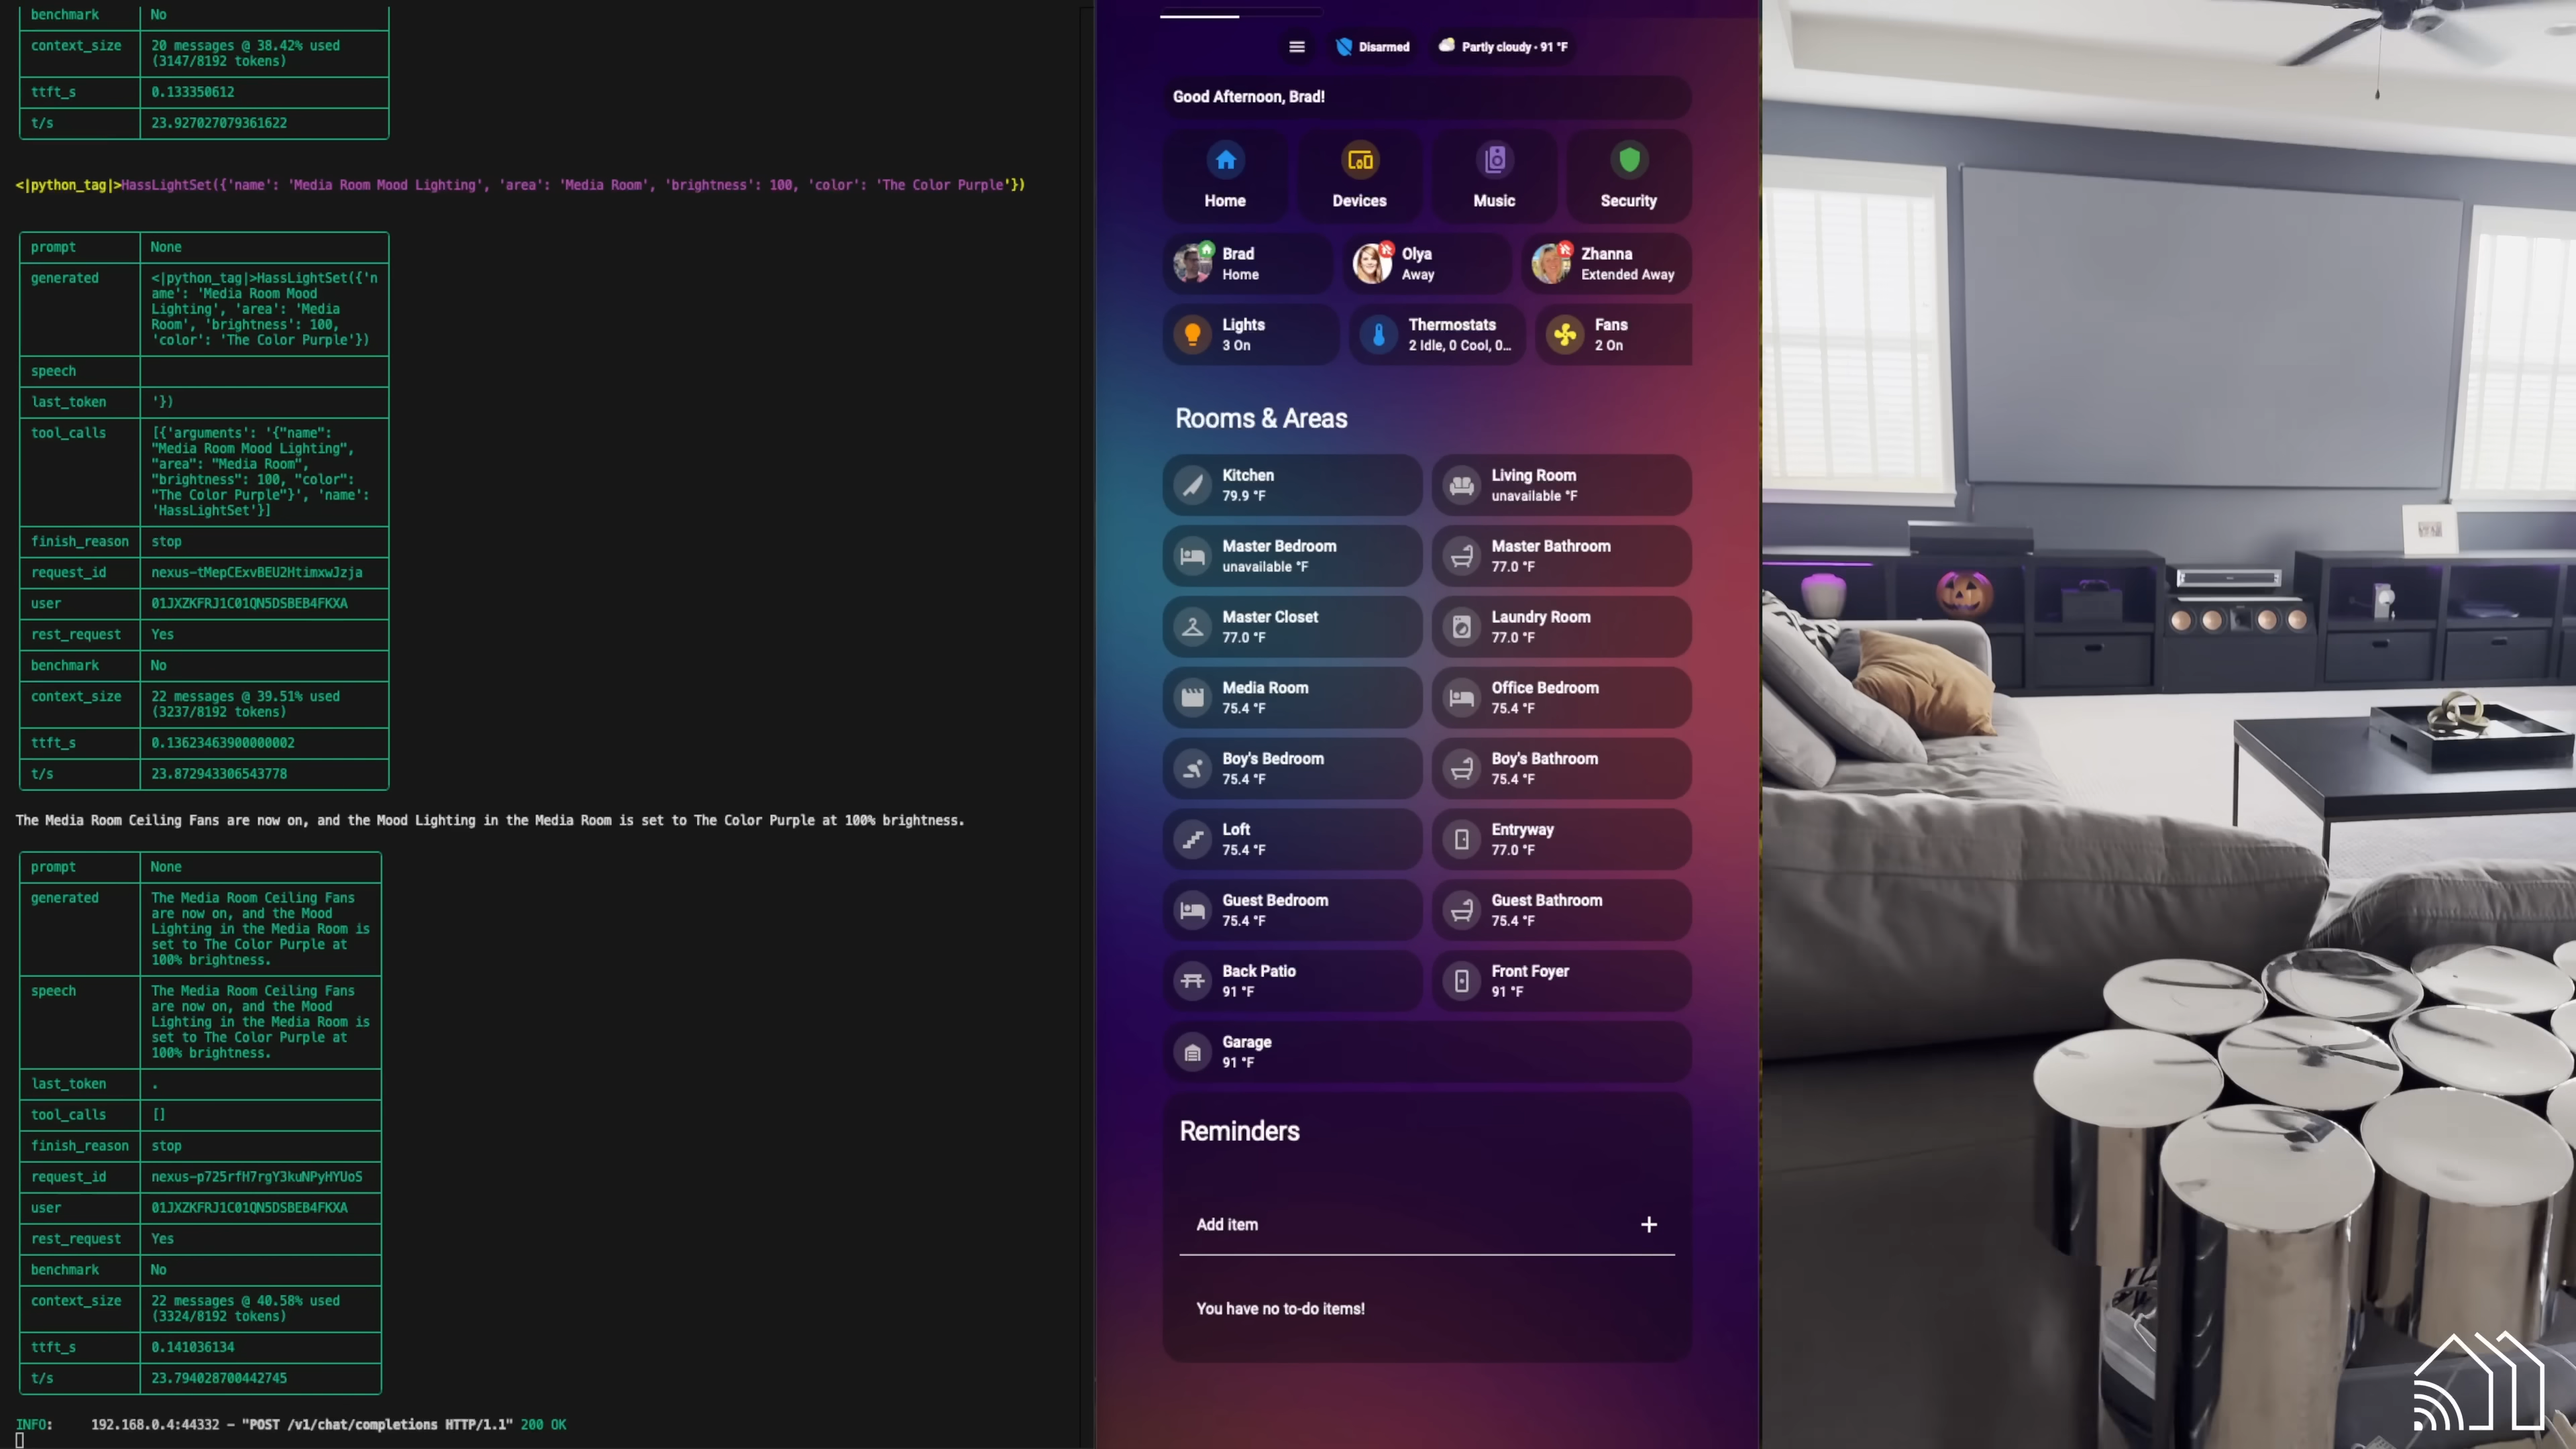 benchmark No
context_size 20 messages @ 38.42% used
(3147/8192 tokens)
ttft_s 0.133350612
t/s 23.927027079361622
<|python_tag|>HassLightSet({'name': 'Media Room Mood Lighting', 'area': 'Media Room', 'brightness': 100, 'color': 'The Color Purple'})
prompt None
generated <|python_tag|>HassLightSet({'n
ame': 'Media Room Mood
Lighting', 'area': 'Media
Room', 'brightness': 100,
'color': 'The Color Purple'})
speech
last_token '})
tool_calls [{'arguments': '{"name":
"Media Room Mood Lighting",
"area": "Media Room",
"brightness": 100, "color":
"The Color Purple"}', 'name':
'HassLightSet'}]
finish_reason stop
request_id nexus-tMepCExvBEU2HtimxwJzja
user 01JXZKFRJ1C01QN5DSBEB4FKXA
rest_request Yes
benchmark No
context_size 22 messages @ 39.51% used
(3237/8192 tokens)
ttft_s 0.13623463900000002
t/s 23.872943306543778
The Media Room Ceiling Fans are now on, and the Mood Lighting in the Media Room is set to The Color Purple at 100% brightness.
prompt None
generated The Media Room Ceiling Fans
are now on, and the Mood
Lighting in the Media Room is
set to The Color Purple at
100% brightness.
speech The Media Room Ceiling Fans
are now on, and the Mood
Lighting in the Media Room is
set to The Color Purple at
100% brightness.
last_token .
tool_calls []
finish_reason stop
request_id nexus-p725rfH7rgY3kuNPyHYUoS
user 01JXZKFRJ1C01QN5DSBEB4FKXA
rest_request Yes
benchmark No
context_size 22 messages @ 40.58% used
(3324/8192 tokens)
ttft_s 0.141036134
t/s 23.794028700442745
INFO: 192.168.0.4:44332 - "POST /v1/chat/completions HTTP/1.1" 200 OK
Disarmed Partly cloudy • 91 °F
Good Afternoon, Brad!
Home Devices Music Security
Brad Olya Zhanna
Home Away Extended Away
Lights Thermostats Fans
3 On 2 Idle, 0 Cool, 0... 2 On
Rooms & Areas
Kitchen Living Room
79.9 °F unavailable °F
Master Bedroom Master Bathroom
unavailable °F 77.0 °F
Master Closet Laundry Room
77.0 °F 77.0 °F
Media Room Office Bedroom
75.4 °F 75.4 °F
Boy's Bedroom Boy's Bathroom
75.4 °F 75.4 °F
Loft Entryway
75.4 °F 77.0 °F
Guest Bedroom Guest Bathroom
75.4 °F 75.4 °F
Back Patio Front Foyer
91 °F 91 °F
Garage
91 °F
Reminders
Add item +
You have no to-do items!